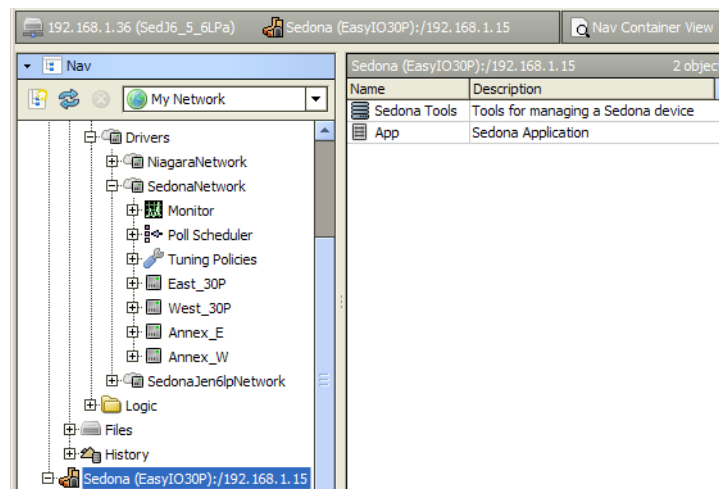 192.168.1.36 (SedJ6_5_6LPa) Sedona (EasyIO30P):/192.168.1.15 Nav Container View
Nav
My Network
Drivers
NiagaraNetwork
SedonaNetwork
Monitor
Poll Scheduler
Tuning Policies
East_30P
West_30P
Annex_E
Annex_W
SedonaJen6lpNetwork
Logic
Files
History
Sedona (EasyIO30P):/192.168.1.15
Sedona (EasyIO30P):/192.168.1.15 2 objec
Name Description
Sedona Tools Tools for managing a Sedona device
App Sedona Application